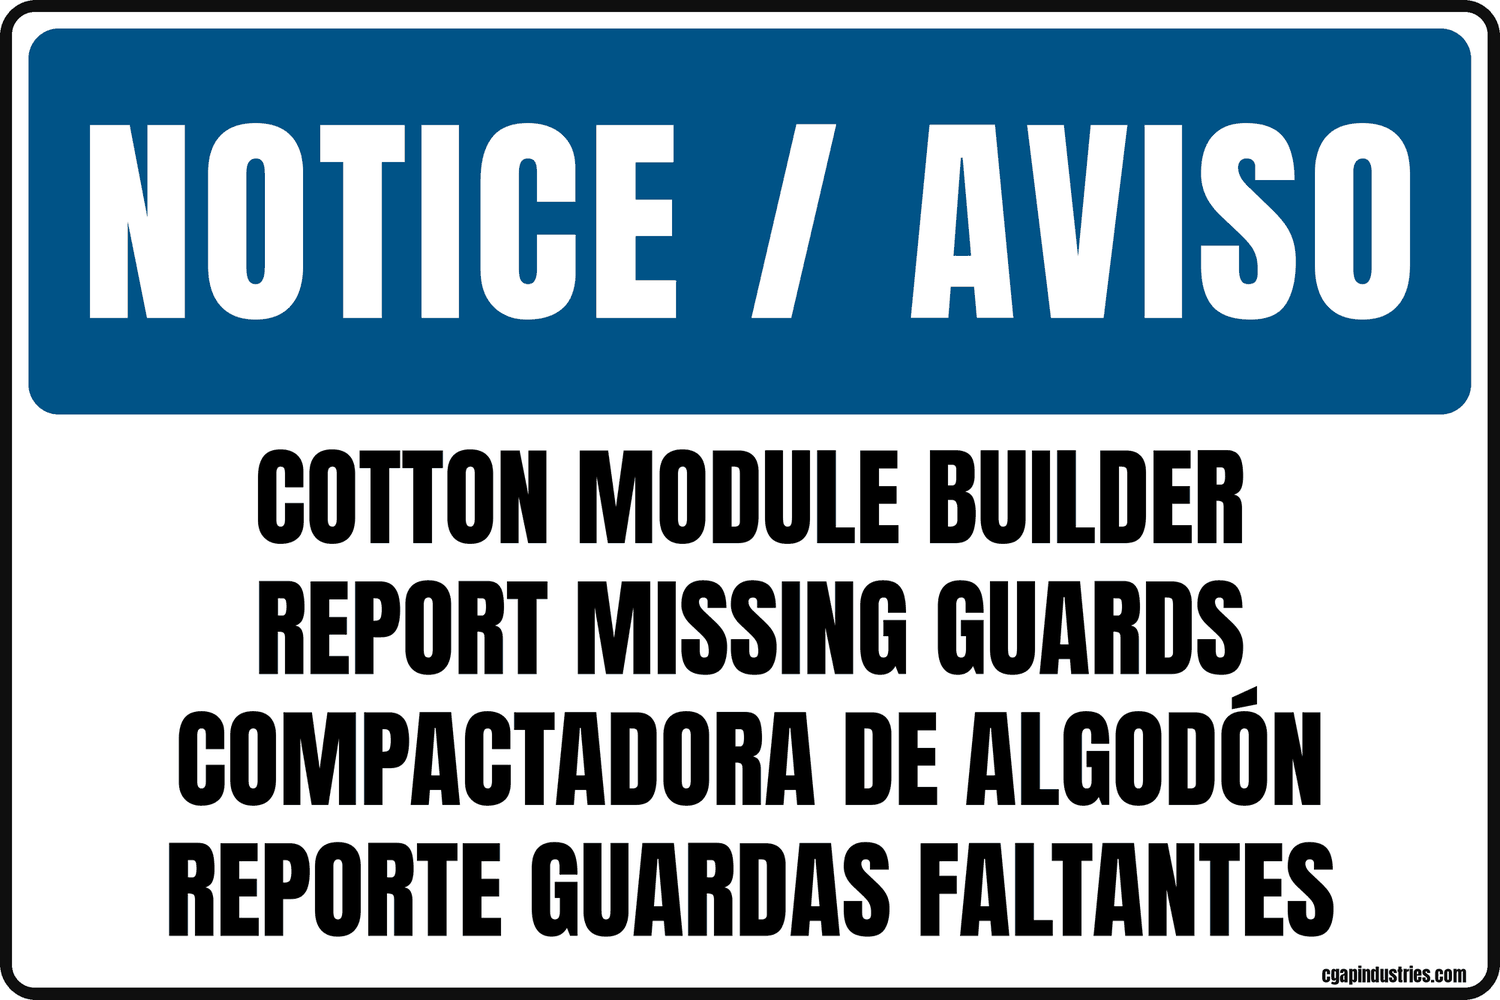 NOTICE / AVISO
COTTON MODULE BUILDER
REPORT MISSING GUARDS
COMPACTADORA DE ALGODÓN
REPORTE GUARDAS FALTANTES
cgapindustries.com